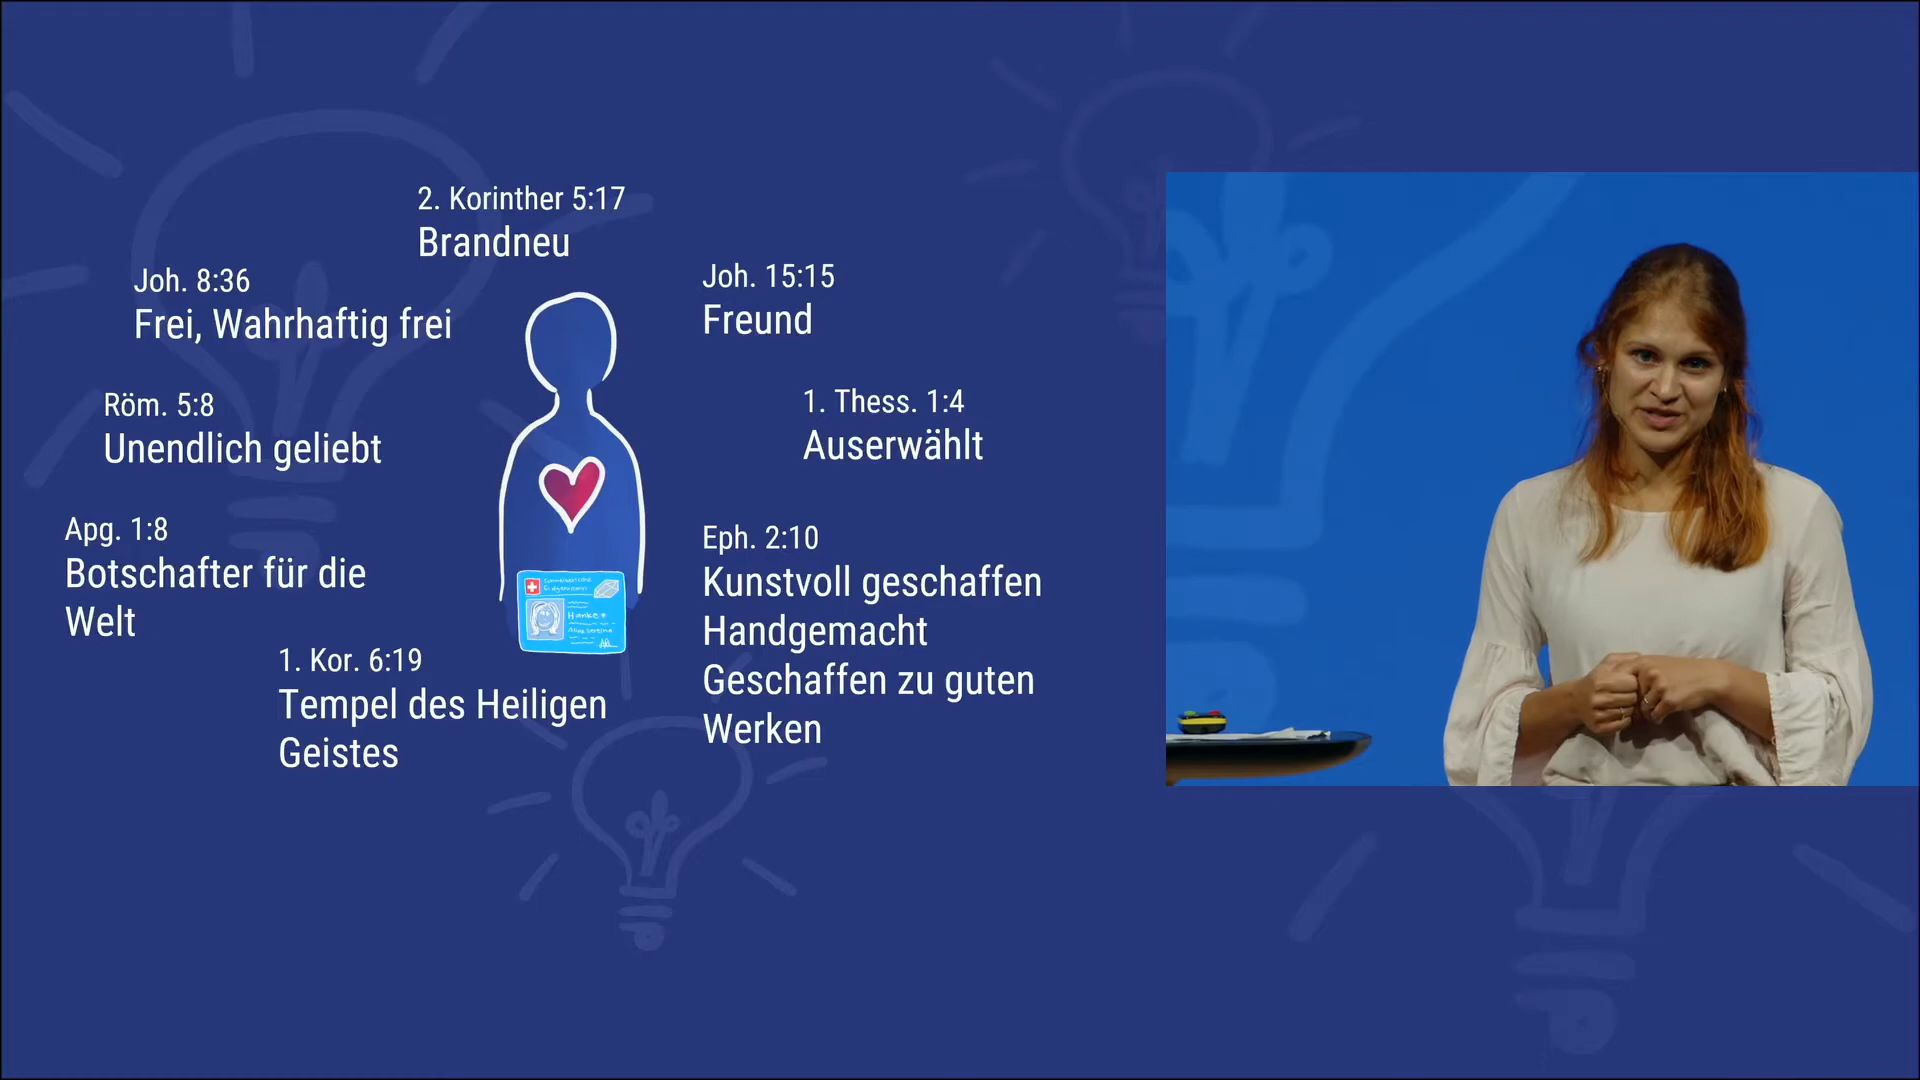 2. Korinther 5:17
Brandneu
Joh. 8:36
Frei, Wahrhaftig frei
Joh. 15:15
Freund
Röm. 5:8
Unendlich geliebt
1. Thess. 1:4
Auserwählt
Apg. 1:8
Botschafter für die
Welt
Eph. 2:10
Kunstvoll geschaffen
Handgemacht
Geschaffen zu guten
Werken
1. Kor. 6:19
Tempel des Heiligen
Geistes